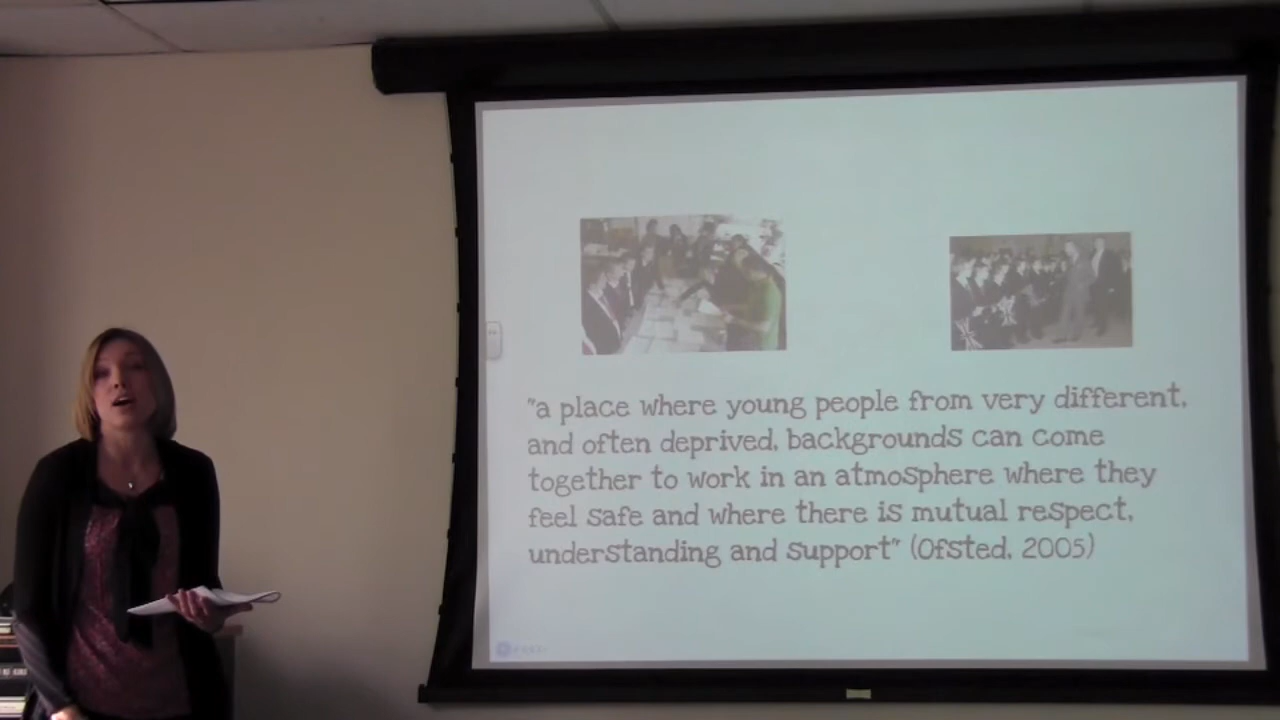 "a place where young people from very different,
and often deprived, backgrounds can come
together to work in an atmosphere where they
feel safe and where there is mutual respect,
understanding and support" (Ofsted, 2005)